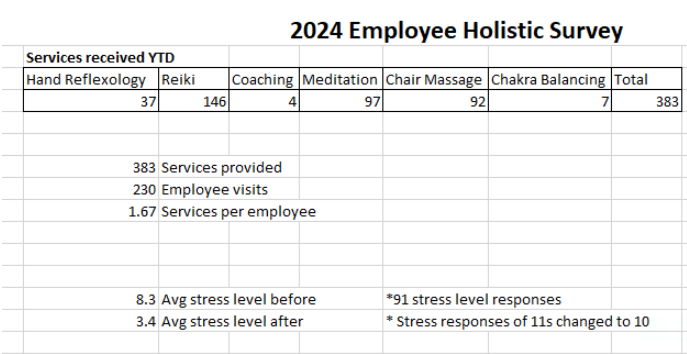 2024 Employee Holistic Survey
Services received YTD
Hand Reflexology Reiki Coaching Meditation Chair Massage Chakra Balancing Total
37 146 4 97 92 7 383
383 Services provided
230 Employee visits
1.67 Services per employee
8.3 Avg stress level before *91 stress level responses
3.4 Avg stress level after * Stress responses of 11s changed to 10